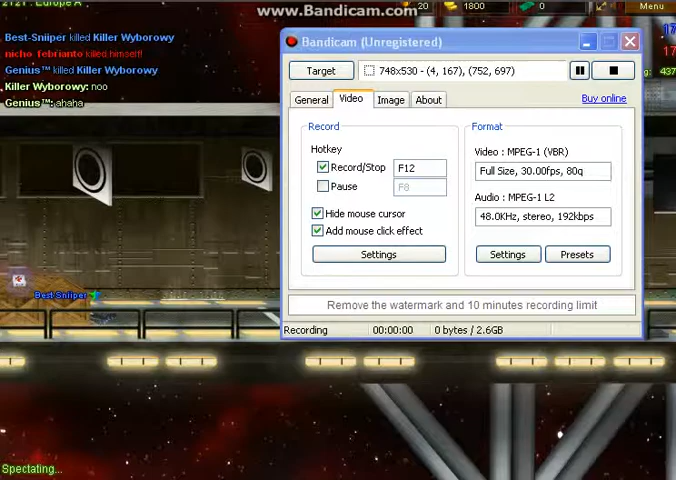 www.Bandicam.com
2121 : Europe A
20
1800
0
Menu
Best-Sniiper killed Killer Wyborowy
nicho_febrianto killed himself!
Genius™ killed Killer Wyborowy
Killer Wyborowy: noo
Genius™: ahaha
Bandicam (Unregistered)
Target
748x530 - (4, 167), (752, 697)
General
Video
Image
About
Buy online
Record
Hotkey
Record/Stop
F12
Pause
F8
Hide mouse cursor
Add mouse click effect
Settings
Format
Video : MPEG-1 (VBR)
Full Size, 30.00fps, 80q
Audio : MPEG-1 L2
48.0KHz, stereo, 192kbps
Settings
Presets
Remove the watermark and 10 minutes recording limit
Recording
00:00:00
0 bytes / 2.6GB
Best-Sniiper
Spectating...